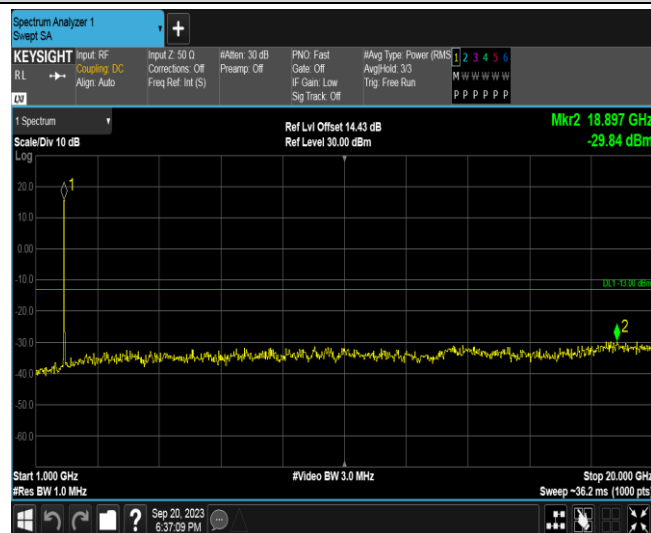 Spectrum Analyzer 1
Swept SA
KEYSIGHT
RL
LXI
Input: RF
Coupling: DC
Align: Auto
Input Z: 50 Ω
Corrections: Off
Freq Ref: Int (S)
#Atten: 30 dB
Preamp: Off
PNO: Fast
Gate: Off
IF Gain: Low
Sig Track: Off
#Avg Type: Power (RMS
Avg|Hold: 3/3
Trig: Free Run
1 2 3 4 5 6
M W W W W W
P P P P P P
1 Spectrum
Scale/Div 10 dB
Log
Ref Lvl Offset 14.43 dB
Ref Level 30.00 dBm
Mkr2 18.897 GHz
-29.84 dBm
20.0
10.0
0.00
-10.0
-20.0
-30.0
-40.0
-50.0
-60.0
1
DL1 -13.00 dBm
2
Start 1.000 GHz
#Res BW 1.0 MHz
#Video BW 3.0 MHz
Stop 20.000 GHz
Sweep ~36.2 ms (1000 pts)
?
Sep 20, 2023
6:37:09 PM